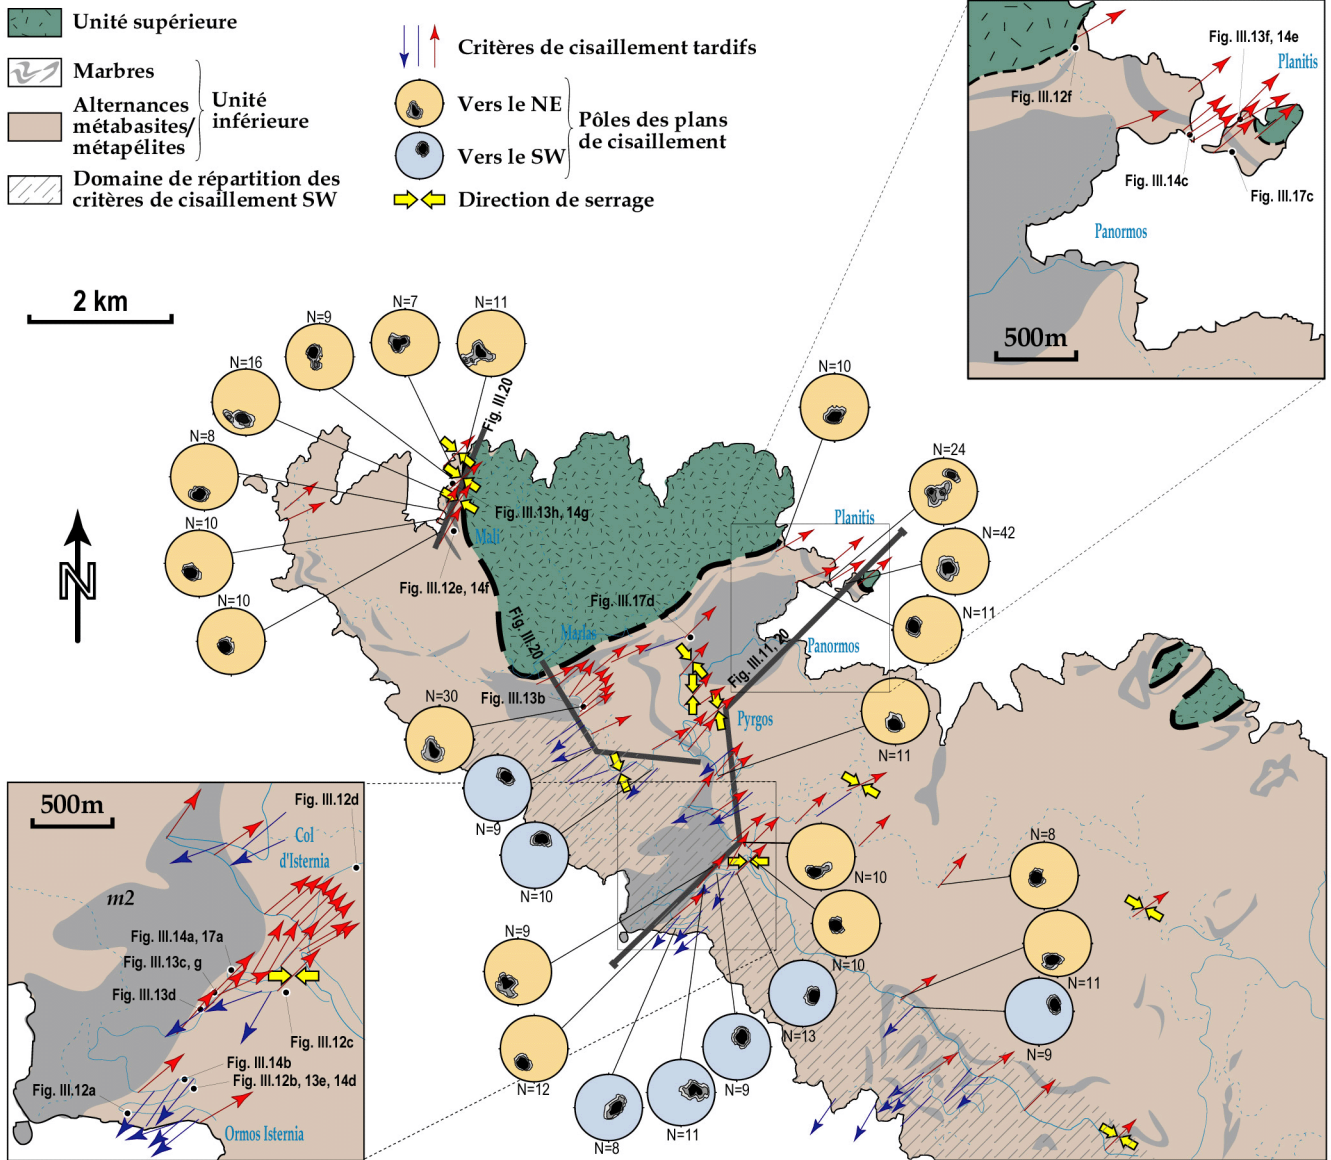 Unité supérieure
Marbres
Alternances
métabasites/
métapélites
Unité
inférieure
Domaine de répartition des
critères de cisaillement SW
Critères de cisaillement tardifs
Vers le NE
Vers le SW
Pôles des plans
de cisaillement
Direction de serrage
2 km
N
Fig. III.13f, 14e
Planitis
Fig. III.12f
Fig. III.14c
Fig. III.17c
Panormos
500m
N=9
N=7
N=11
N=16
N=8
N=10
N=10
Fig. III.20
Fig. III.13h, 14g
Mali
Fig. III.12e, 14f
N=10
N=24
N=42
N=11
Planitis
Panormos
Fig. III.17d
Marlas
Fig. III.20
Fig. III.11, 20
Fig. III.13b
Pyrgos
N=30
N=11
N=9
N=10
N=10
N=10
N=8
N=11
N=9
N=9
N=12
N=8
N=11
N=9
N=13
500m
Fig. III.12d
Col
d'Isternia
m2
Fig. III.14a, 17a
Fig. III.13c, g
Fig. III.13d
Fig. III.12c
Fig. III.14b
Fig. III.12b, 13e, 14d
Fig. III.12a
Ormos Isternia